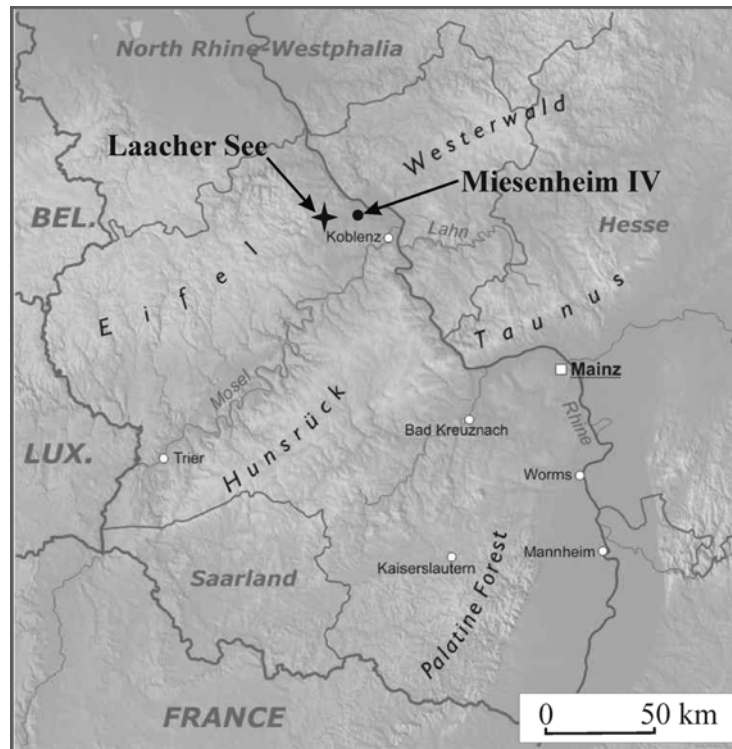 North Rhine-Westphalia
Westerwald
Laacher See
Miesenheim IV
BEL.
Hesse
Koblenz
Lahn
Eifel
Taunus
Mainz
Mosel
Hunsrück
Rhine
Bad Kreuznach
LUX.
Trier
Worms
Mannheim
Kaiserslautern
Saarland
Palatine Forest
FRANCE
0 50 km